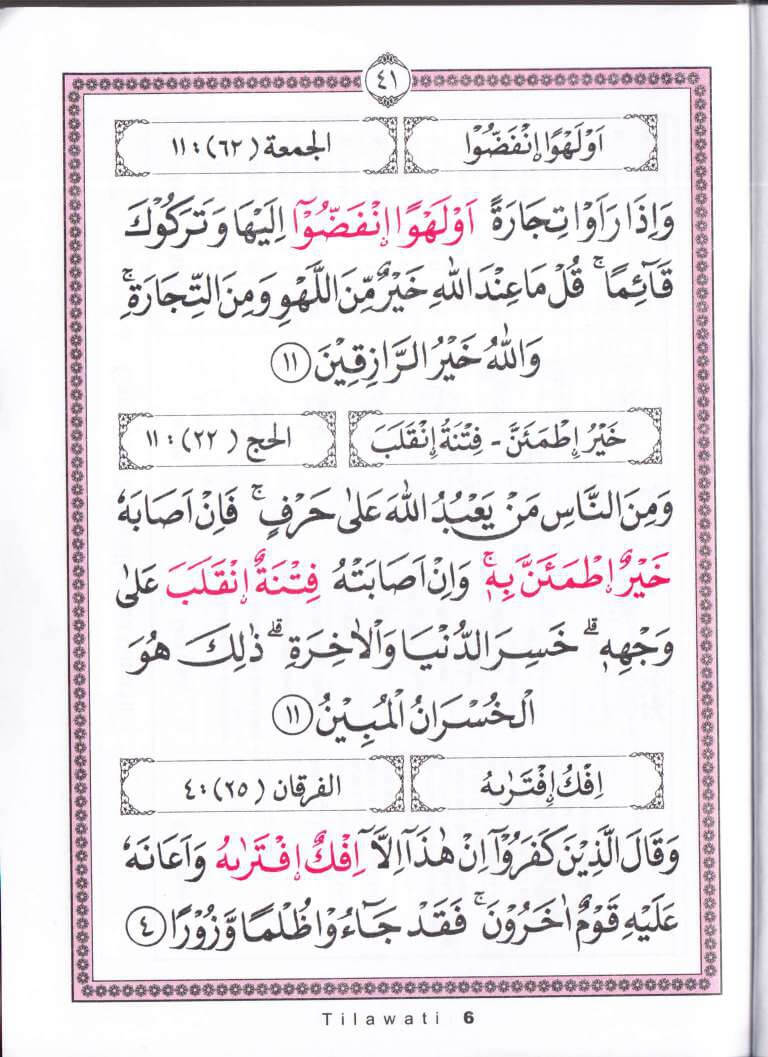 ٤١
اَوْلَهْوًا اِنْفَضُّوْا
الجمعة (٦٢) : ١١
وَاِذَا رَاَوْا تِجَارَةً اَوْلَهْوًا اِنْفَضُّوْٓا اِلَيْهَا وَتَرَكُوْكَ
قَآئِمًا ۚ قُلْ مَا عِنْدَ اللّٰهِ خَيْرٌ مِّنَ اللَّهْوِ وَمِنَ التِّجَارَةِ ۚ
وَاللّٰهُ خَيْرُ الرَّازِقِيْنَ ١١
خَيْرُ اِطْمَئَنَّ - فِتْنَةُ اِنْقَلَبَ
الحج (٢٢) : ١١
وَمِنَ النَّاسِ مَنْ يَعْبُدُ اللّٰهَ عَلٰى حَرْفٍ ۚ فَاِنْ اَصَابَهٗ
خَيْرٌ اِطْمَئَنَّ بِهٖ ۚ وَاِنْ اَصَابَتْهُ فِتْنَةٌ اِنْقَلَبَ عَلٰى
وَجْهِهٖ ۗ خَسِرَ الدُّنْيَا وَالْاٰخِرَةِ ۗ ذٰلِكَ هُوَ
الْخُسْرَانُ الْمُبِيْنُ ١١
اِفْكُ اِفْتَرٰىهُ
الفرقان (٢٥) : ٤
وَقَالَ الَّذِيْنَ كَفَرُوْٓا اِنْ هٰذَآ اِلَّآ اِفْكٌ اِفْتَرٰىهُ وَاَعَانَهٗ
عَلَيْهِ قَوْمٌ اٰخَرُوْنَ ۚ فَقَدْ جَآءُوْ ظُلْمًا وَّزُوْرًا ٤
Tilawati 6